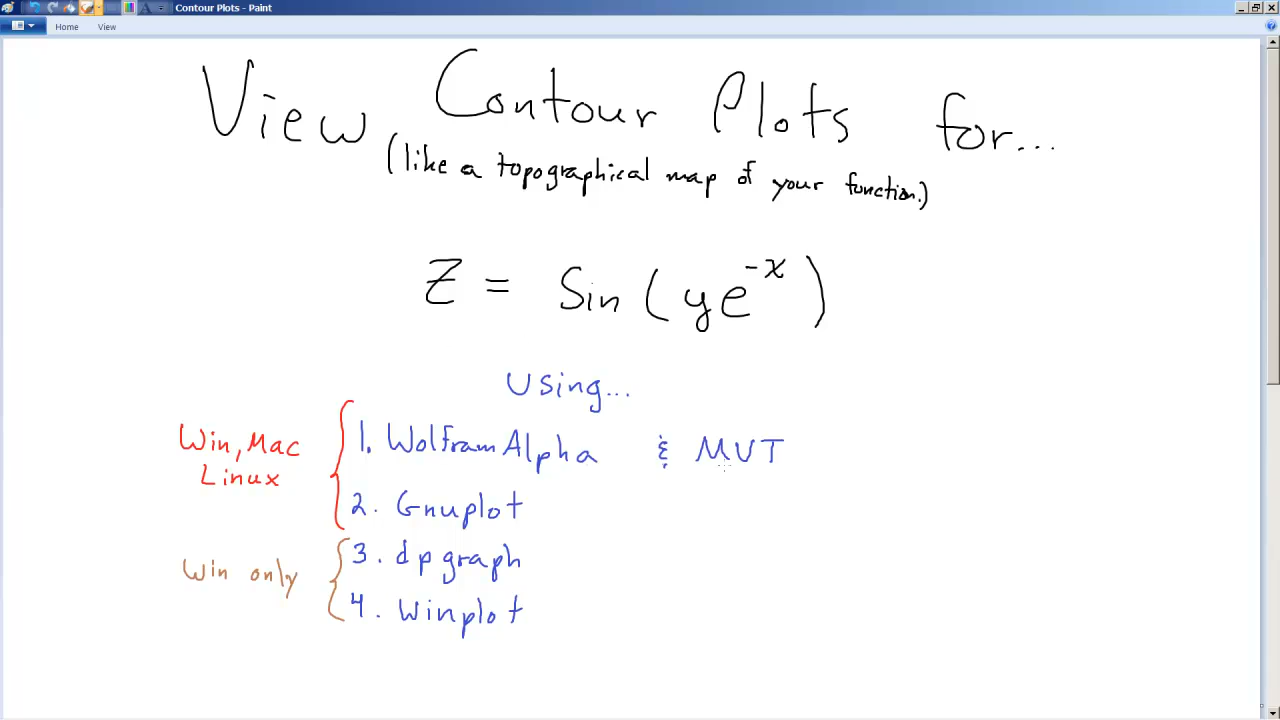 Contour Plots - Paint
Home View
View Contour Plots for...
(like a topographical map of your function.)
Z = Sin(ye^{-x})
Using...
Win, Mac
Linux
1. WolframAlpha & MVT
2. Gnuplot
Win only
3. dpgraph
4. Winplot